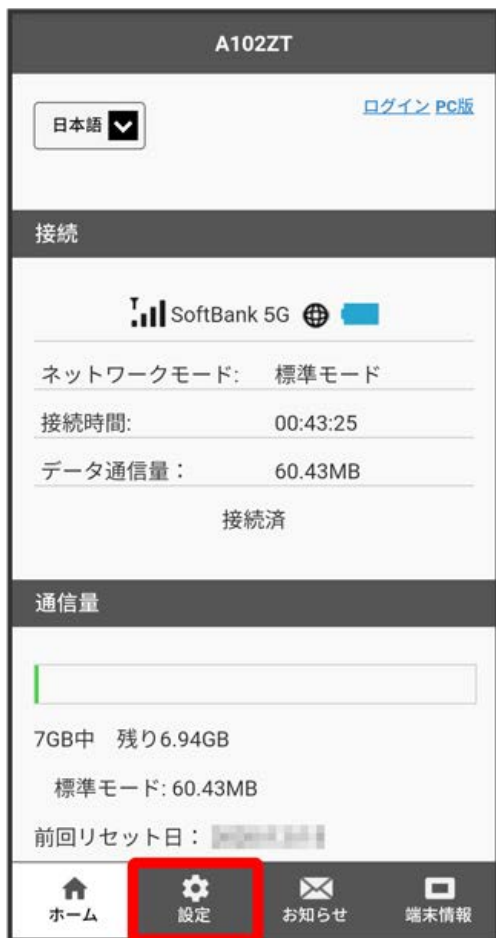 A102ZT
日本語
ログイン PC版
接続
SoftBank 5G
ネットワークモード: 標準モード
接続時間: 00:43:25
データ通信量： 60.43MB
接続済
通信量
7GB中 残り6.94GB
標準モード: 60.43MB
前回リセット日：
ホーム 設定 お知らせ 端末情報